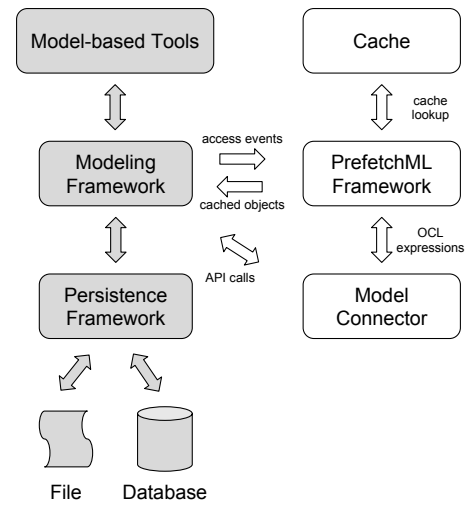 Model-based Tools
Cache
cache
lookup
access events
Modeling
Framework
PrefetchML
Framework
cached objects
OCL
expressions
API calls
Persistence
Framework
Model
Connector
File
Database